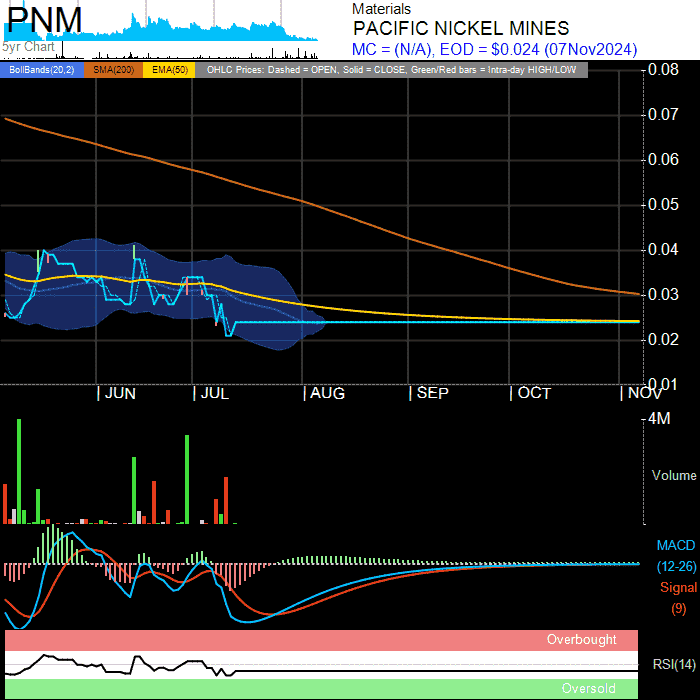 PNM
5yr Chart
Materials
PACIFIC NICKEL MINES
MC = (N/A), EOD = $0.024 (07Nov2024)
BollBands(20,2) SMA(200) EMA(50) OHLC Prices: Dashed = OPEN, Solid = CLOSE, Green/Red bars = Intra-day HIGH/LOW
0.08
0.07
0.06
0.05
0.04
0.03
0.02
0.01
JUN JUL AUG SEP OCT NOV
4M
Volume
MACD
(12-26)
Signal
(9)
Overbought
RSI(14)
Oversold